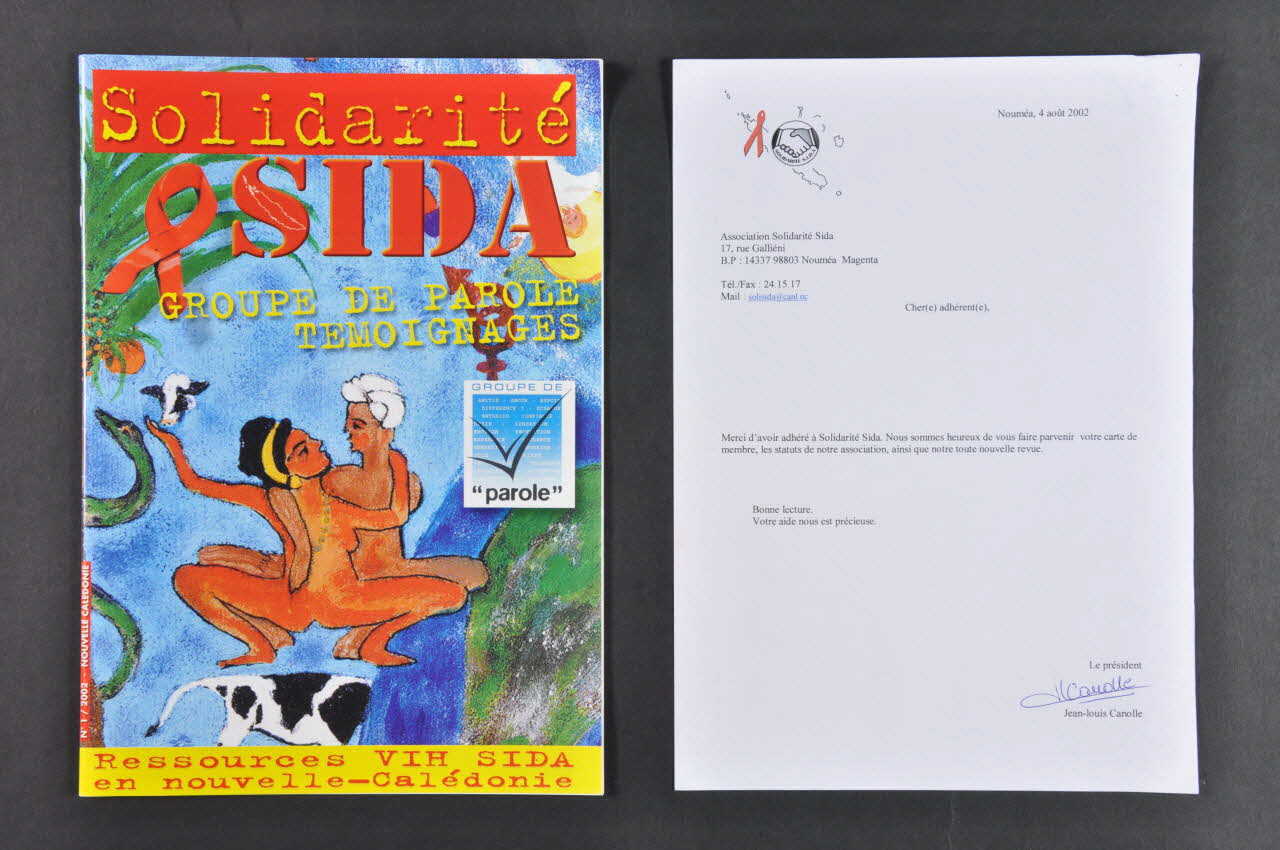 Solidarité
SIDA
GROUPE DE PAROLE
TEMOIGNAGES
GROUPE DE
"parole"
N°1 / 2002 - NOUVELLE CALEDONIE
Ressources VIH SIDA
en nouvelle-Calédonie
SOLIDARITÉ S.I.D.A
Nouméa, 4 août 2002
Association Solidarité Sida
17, rue Galliéni
B.P : 14337 98803 Nouméa Magenta
Tél./Fax : 24.15.17
Mail : solisida@canl.nc
Cher(e) adhérent(e),
Merci d'avoir adhéré à Solidarité Sida. Nous sommes heureux de vous faire parvenir votre carte de
membre, les statuts de notre association, ainsi que notre toute nouvelle revue.
Bonne lecture.
Votre aide nous est précieuse.
Le président
JLCanolle
Jean-louis Canolle